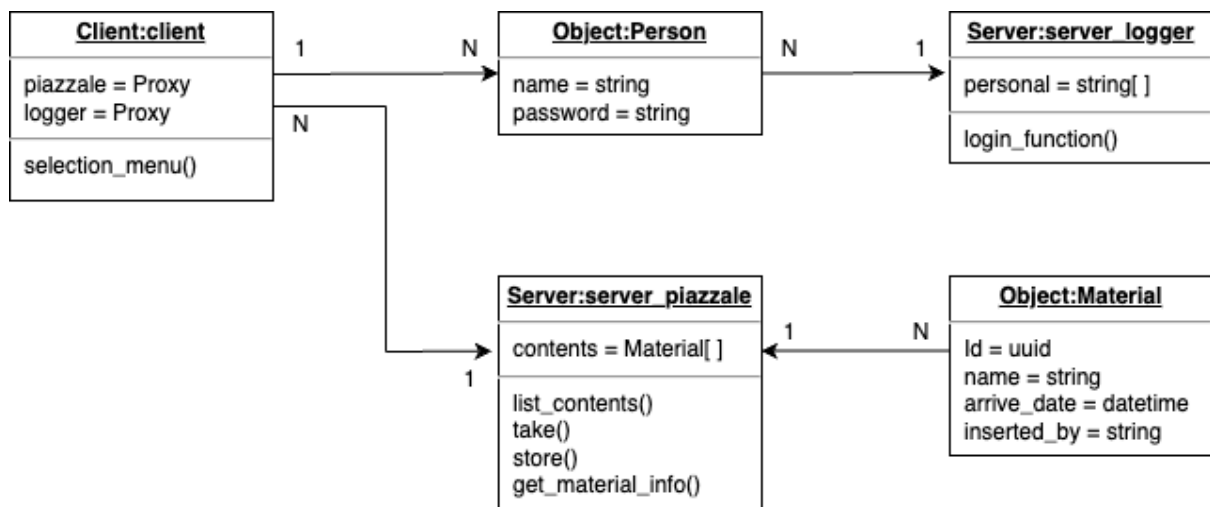 Client:client
piazzale = Proxy
logger = Proxy
selection_menu()
1
N
N
1
Object:Person
name = string
password = string
N
1
Server:server_logger
personal = string[ ]
login_function()
Server:server_piazzale
contents = Material[ ]
list_contents()
take()
store()
get_material_info()
1
N
Object:Material
Id = uuid
name = string
arrive_date = datetime
inserted_by = string